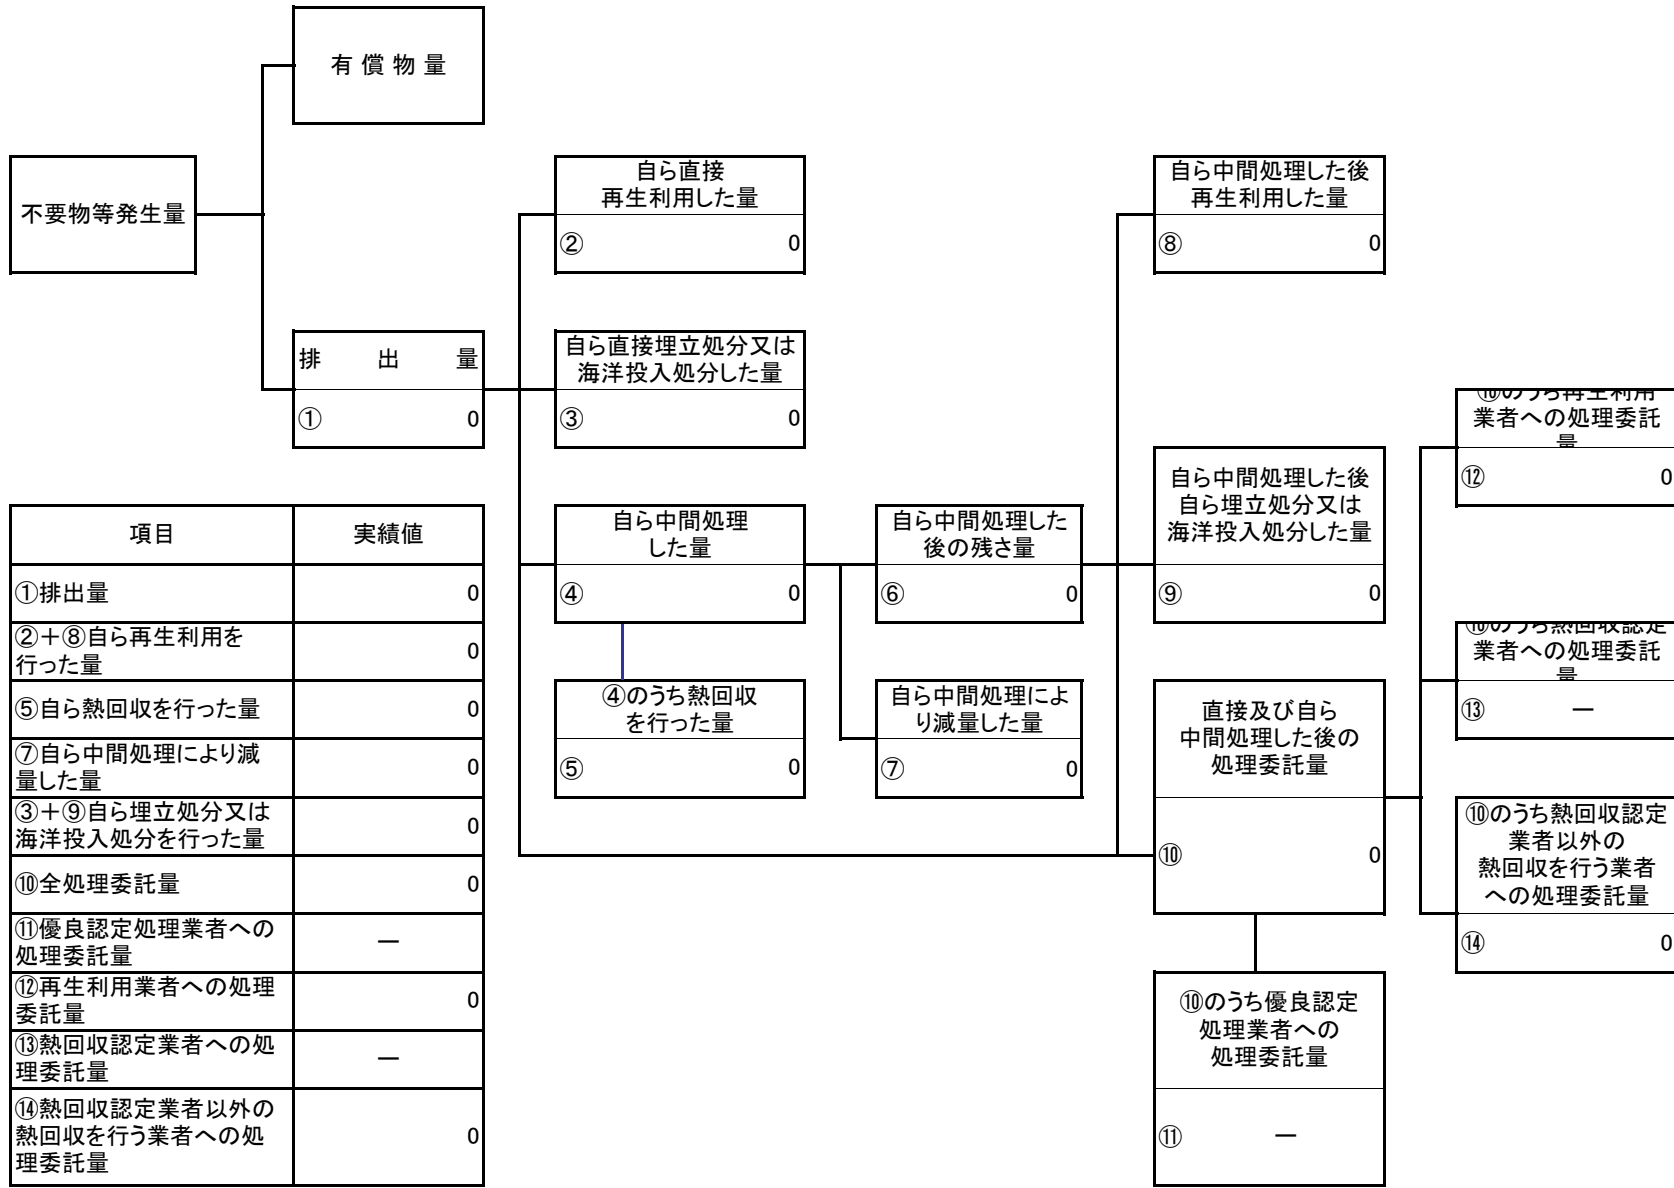 有償物量
不要物等発生量
排出量
① 0
自ら直接
再生利用した量
② 0
自ら直接埋立処分又は
海洋投入処分した量
③ 0
自ら中間処理
した量
④ 0
④のうち熱回収
を行った量
⑤ 0
自ら中間処理した
後の残さ量
⑥ 0
自ら中間処理によ
り減量した量
⑦ 0
自ら中間処理した後
再生利用した量
⑧ 0
自ら中間処理した後
自ら埋立処分又は
海洋投入処分した量
⑨ 0
直接及び自ら
中間処理した後の
処理委託量
⑩ 0
⑩のうち優良認定
処理業者への
処理委託量
⑪ ー
⑩のうち再生利用
業者への処理委託
量
⑫ 0
⑩のうち熱回収認定
業者への処理委託
量
⑬ ー
⑩のうち熱回収認定
業者以外の
熱回収を行う業者
への処理委託量
⑭ 0
項目 実績値
①排出量 0
②+⑧自ら再生利用を
行った量 0
⑤自ら熱回収を行った量 0
⑦自ら中間処理により減
量した量 0
③+⑨自ら埋立処分又は
海洋投入処分を行った量 0
⑩全処理委託量 0
⑪優良認定処理業者への
処理委託量 ー
⑫再生利用業者への処理
委託量 0
⑬熱回収認定業者への処
理委託量 ー
⑭熱回収認定業者以外の
熱回収を行う業者への処
理委託量 0